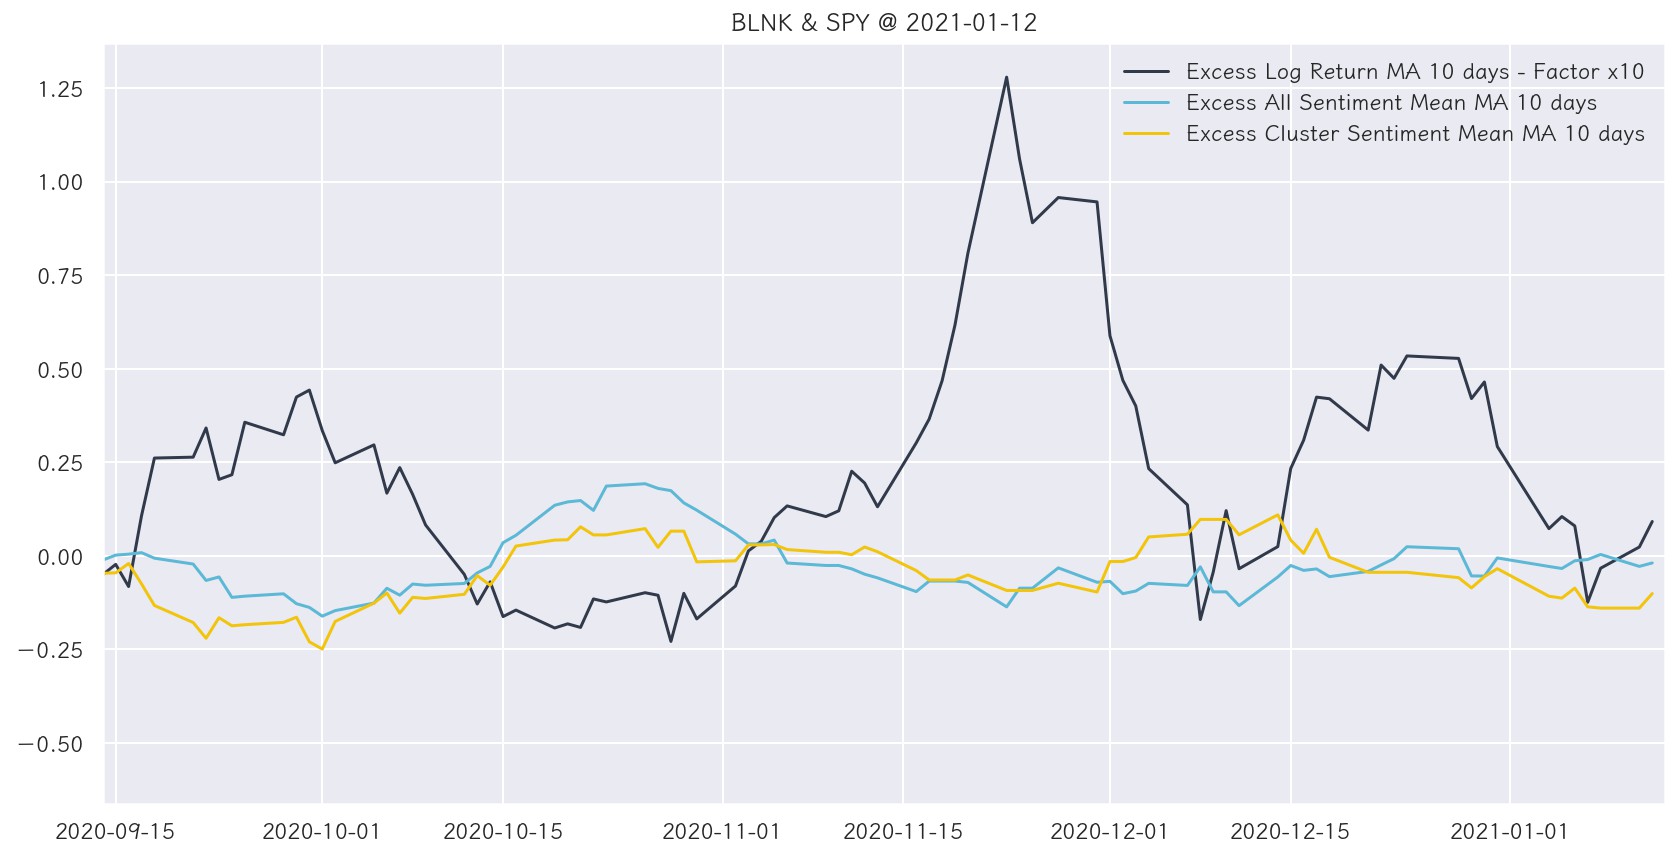 BLNK & SPY @ 2021-01-12
Excess Log Return MA 10 days - Factor x10
Excess All Sentiment Mean MA 10 days
Excess Cluster Sentiment Mean MA 10 days
1.25
1.00
0.75
0.50
0.25
0.00
−0.25
−0.50
2020-09-15 2020-10-01 2020-10-15 2020-11-01 2020-11-15 2020-12-01 2020-12-15 2021-01-01